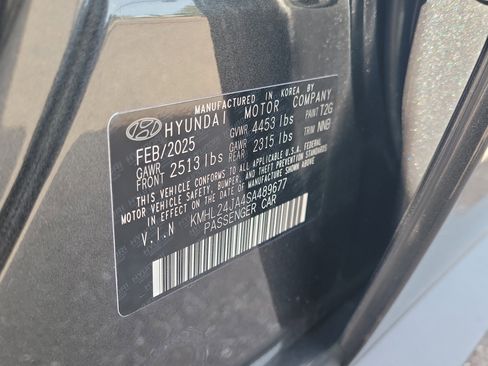 MANUFACTURED IN KOREA BY
HYUNDAI MOTOR COMPANY
FEB/2025 GVWR 4453 lbs PAINT T2G
GAWR FRONT 2513 lbs GAWR REAR 2315 lbs TRIM NNB
THIS VEHICLE CONFORMS TO ALL APPLICABLE U.S.A. FEDERAL
MOTOR VEHICLE SAFETY, BUMPER, AND THEFT PREVENTION STANDARDS
IN EFFECT ON THE DATE OF MANUFACTURE SHOWN ABOVE.
V.I.N : KMHL24JA4SA489677
PASSENGER CAR